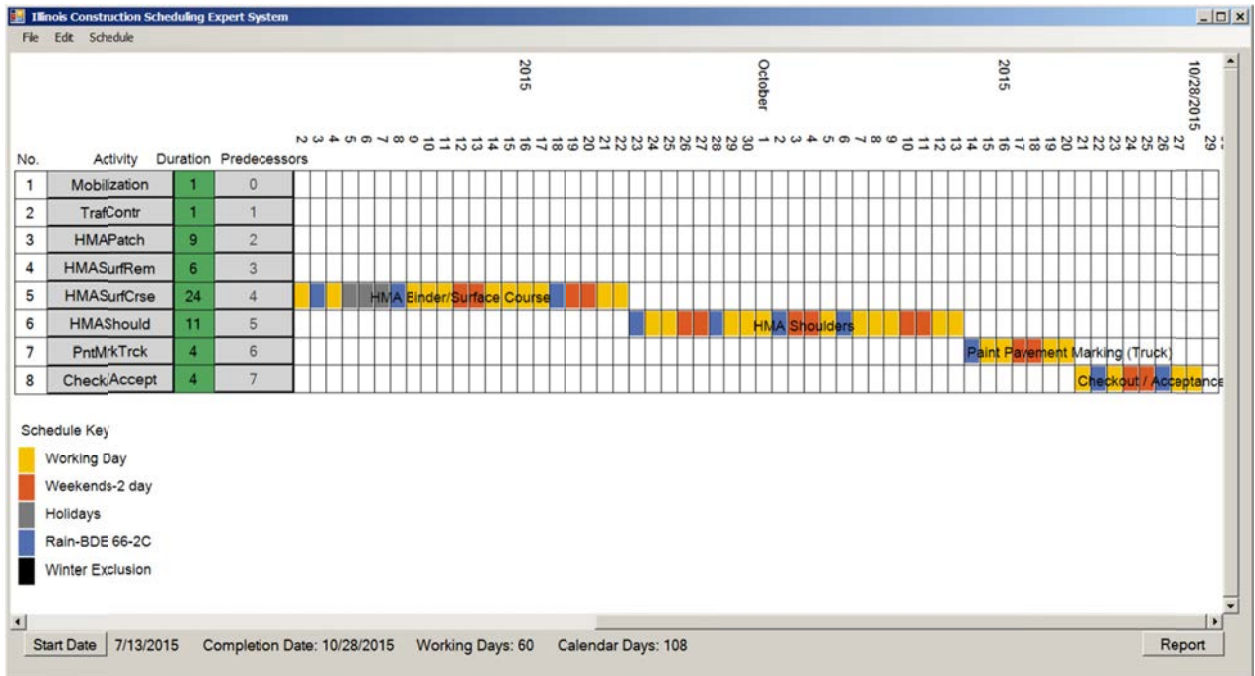 Illinois Construction Scheduling Expert System
File Edit Schedule
2015 October 2015 10/28/2015
2 3 4 5 6 7 8 9 10 11 12 13 14 15 16 17 18 19 20 21 22 23 24 25 26 27 28 29 30 1 2 3 4 5 6 7 8 9 10 11 12 13 14 15 16 17 18 19 20 21 22 23 24 25 26 27 29
No. Activity Duration Predecessors
1 Mobilization 1 0
2 TrafContr 1 1
3 HMAPatch 9 2
4 HMASurfRem 6 3
5 HMASurfCrse 24 4 HMA Binder/Surface Course
6 HMAShould 11 5 HMA Shoulders
7 PntMrkTrck 4 6 Paint Pavement Marking (Truck)
8 Check/Accept 4 7 Checkout / Acceptance
Schedule Key
Working Day
Weekends-2 day
Holidays
Rain-BDE 66-2C
Winter Exclusion
Start Date 7/13/2015 Completion Date: 10/28/2015 Working Days: 60 Calendar Days: 108 Report